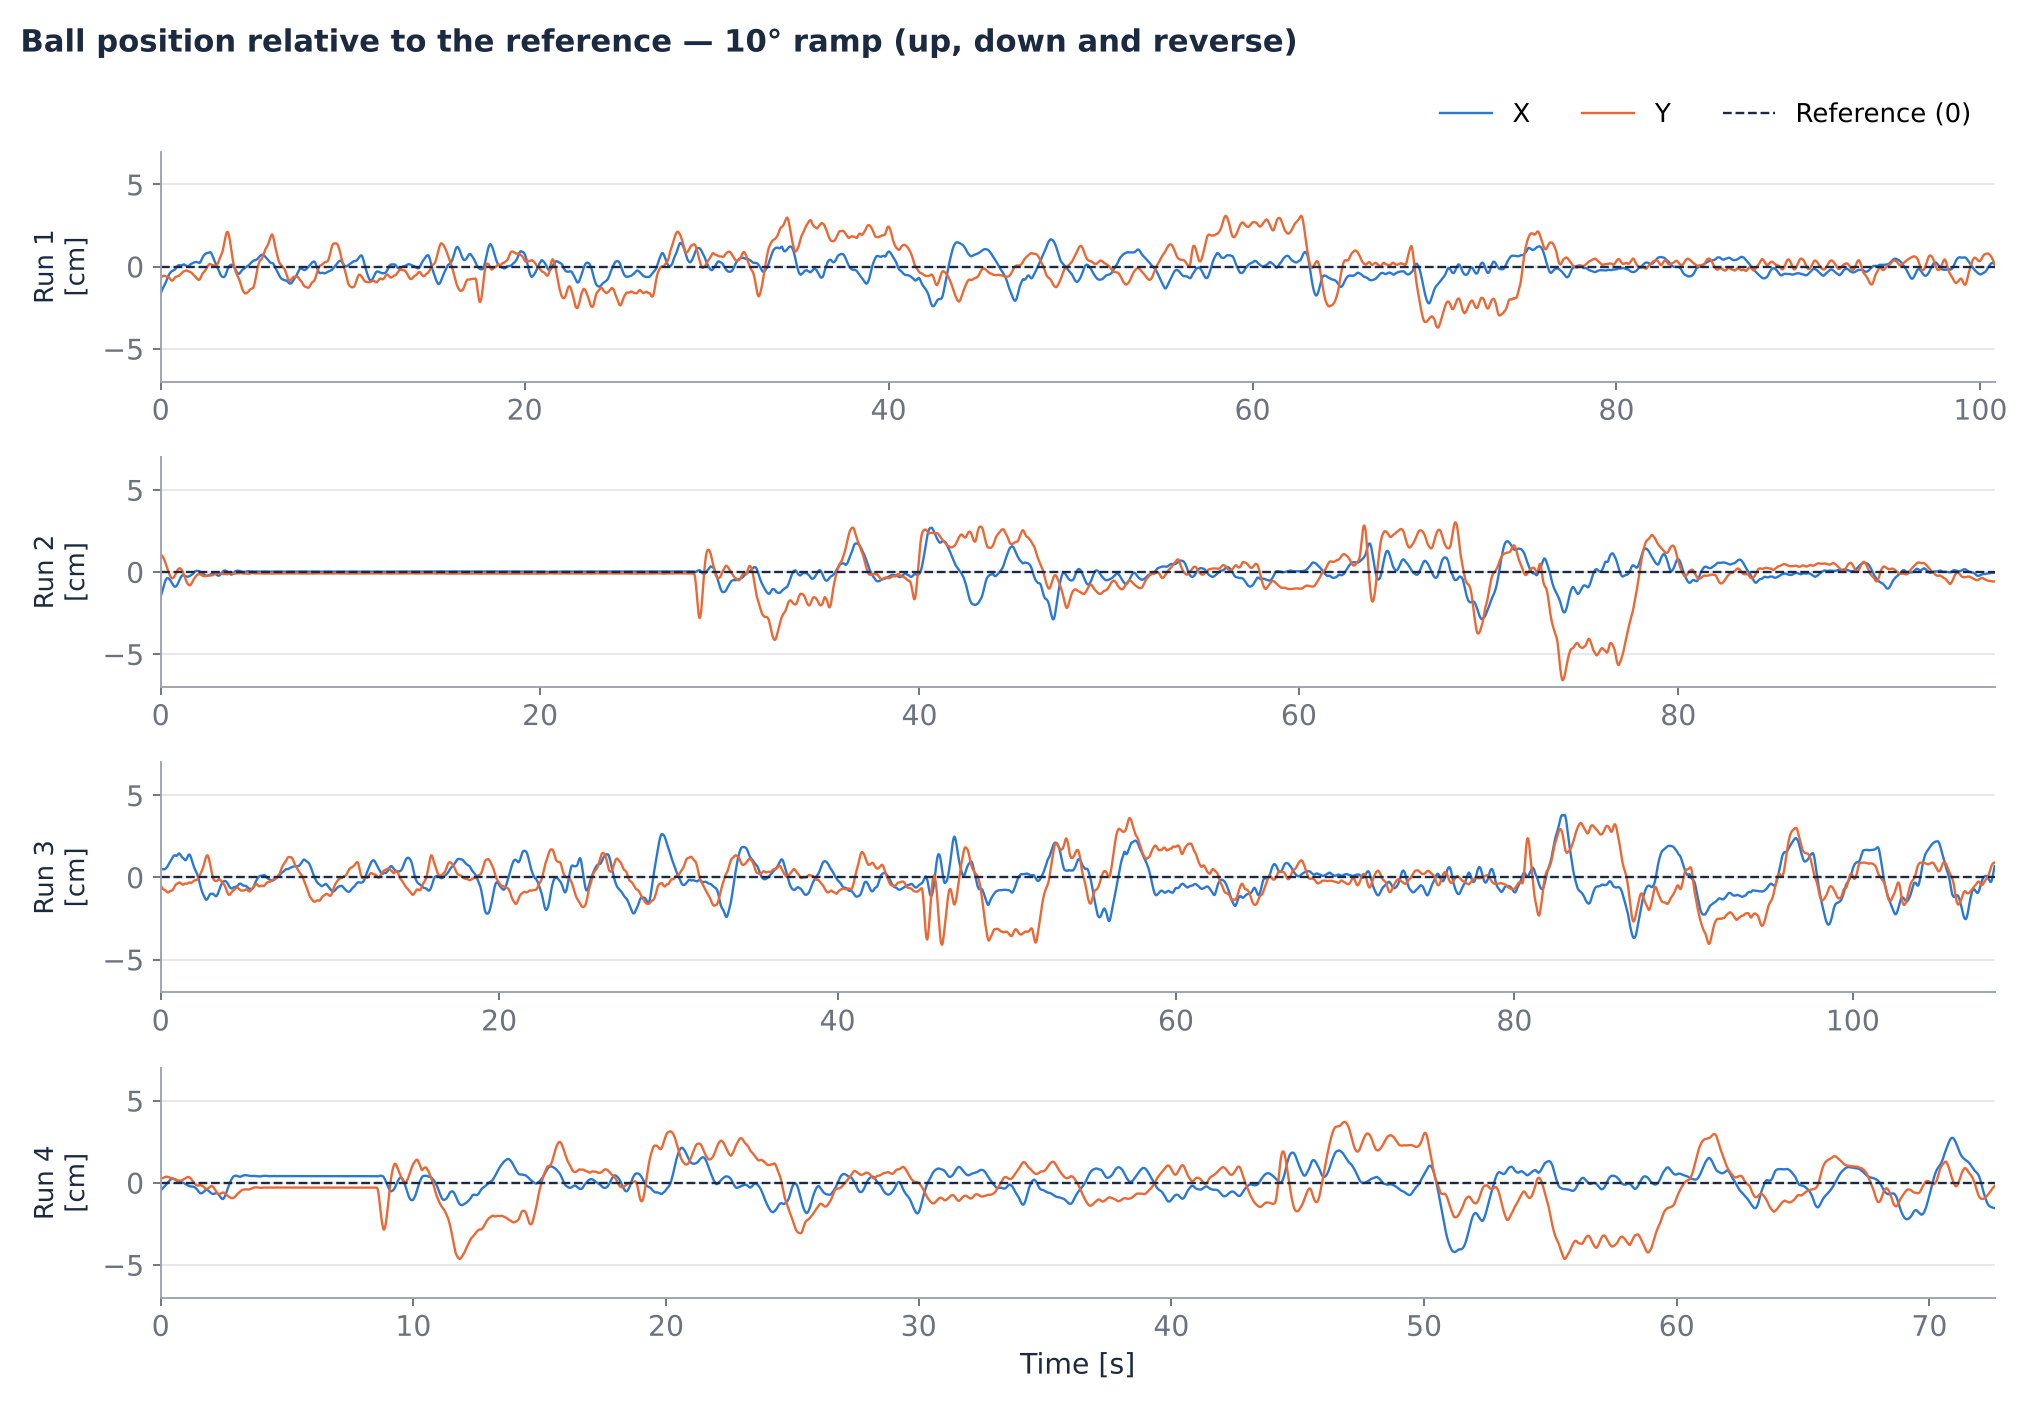 Ball position relative to the reference — 10° ramp (up, down and reverse)
X Y Reference (0)
Run 1
[cm]
5
0
−5
0 20 40 60 80 100
Run 2
[cm]
5
0
−5
0 20 40 60 80
Run 3
[cm]
5
0
−5
0 20 40 60 80 100
Run 4
[cm]
5
0
−5
0 10 20 30 40 50 60 70
Time [s]